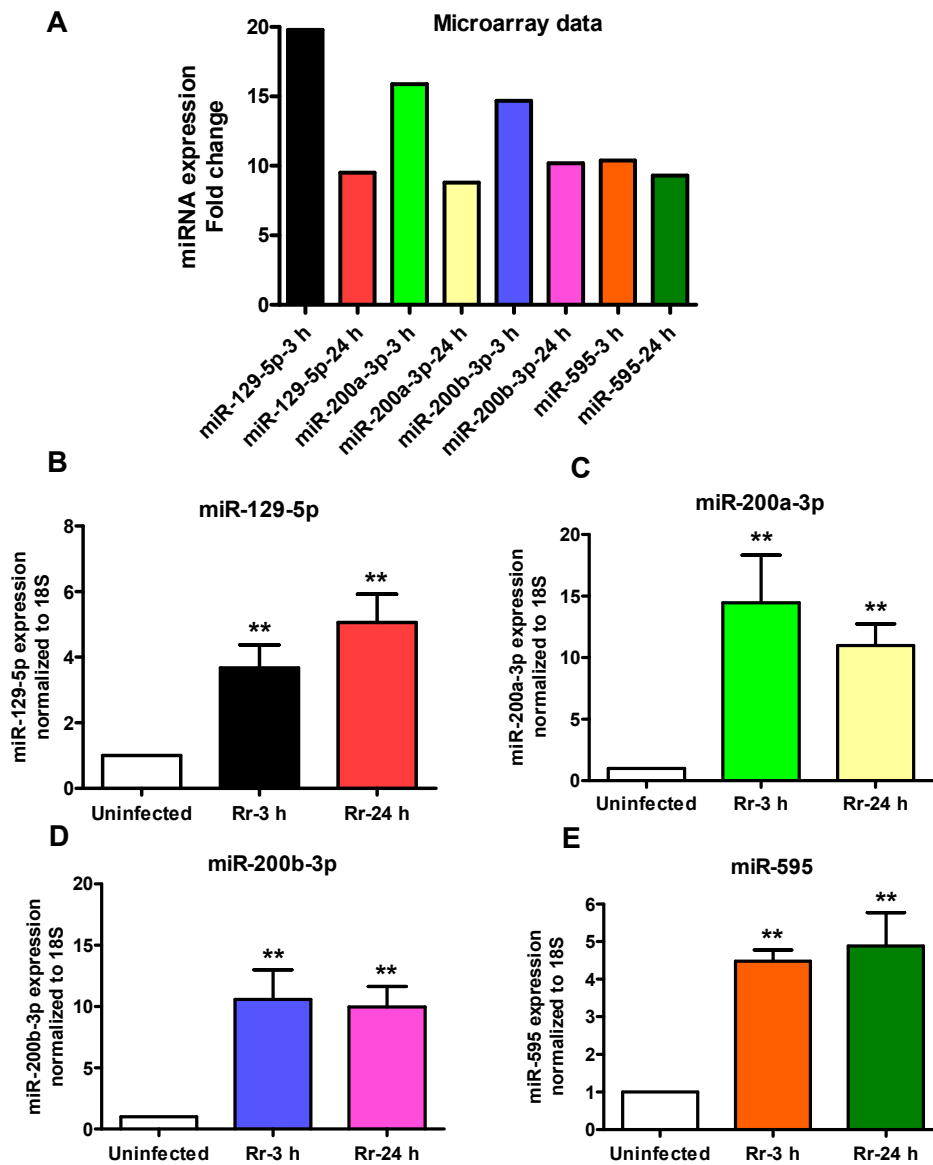 A
Microarray data
miRNA expression
Fold change
20
15
10
5
0
miR-129-5p-3 h
miR-129-5p-24 h
miR-200a-3p-3 h
miR-200a-3p-24 h
miR-200b-3p-3 h
miR-200b-3p-24 h
miR-595-3 h
miR-595-24 h
B
miR-129-5p
miR-129-5p expression
normalized to 18S
8
6
4
2
0
**
**
Uninfected
Rr-3 h
Rr-24 h
C
miR-200a-3p
miR-200a-3p expression
normalized to 18S
20
15
10
5
0
**
**
Uninfected
Rr-3 h
Rr-24 h
D
miR-200b-3p
miR-200b-3p expression
normalized to 18S
20
15
10
5
0
**
**
Uninfected
Rr-3 h
Rr-24 h
E
miR-595
miR-595 expression
normalized to 18S
6
5
4
3
2
1
0
**
**
Uninfected
Rr-3 h
Rr-24 h